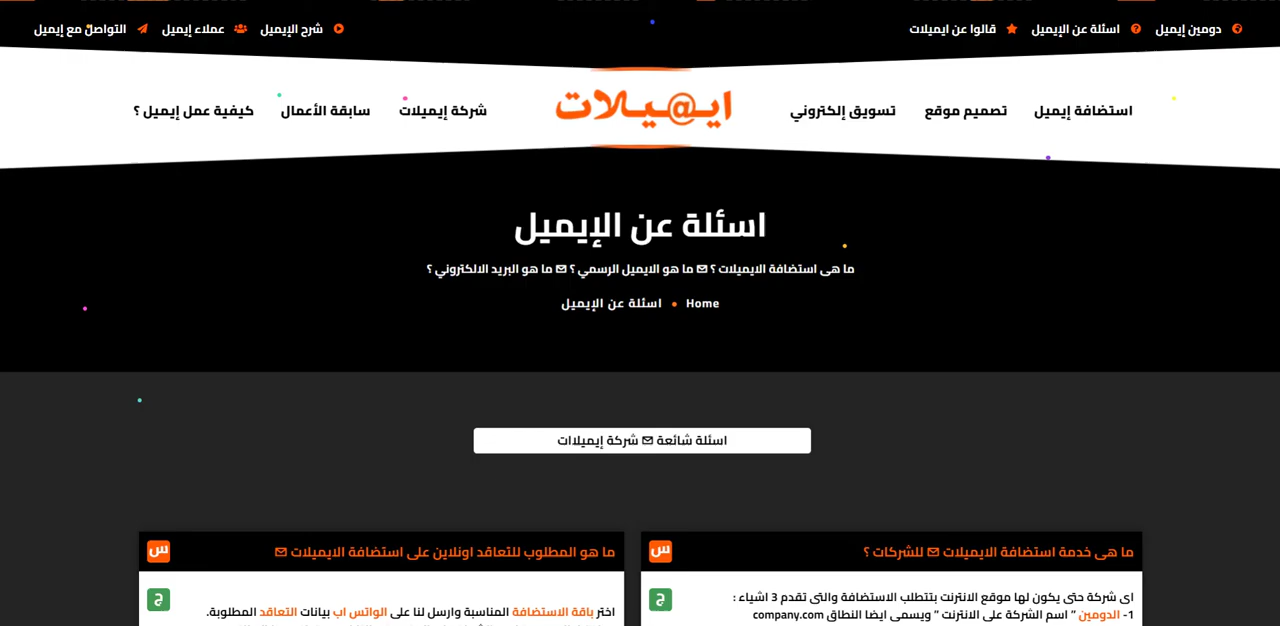 دومين إيميل
اسئلة عن الإيميل
قالوا عن ايميلات
شرح الإيميل
عملاء إيميل
التواصل مع إيميل
استضافة إيميل
تصميم موقع
تسويق إلكتروني
ايم@يلات
شركة إيميلات
سابقة الأعمال
كيفية عمل إيميل ؟
اسئلة عن الإيميل
ما هى استضافة الايميلات ؟ ✉ ما هو الايميل الرسمي ؟ ✉ ما هو البريد الالكتروني ؟
Home • اسئلة عن الإيميل
اسئلة شائعة ✉ شركة إيميلاات
ما هى خدمة استضافة الايميلات ✉ للشركات ؟
س
ج
اى شركة حتى يكون لها موقع الانترنت بتتطلب الاستضافة والتى تقدم 3 اشياء :
1- الدومين " اسم الشركة على الانترنت " ويسمى ايضا النطاق company.com
ما هو المطلوب للتعاقد اونلاين على استضافة الايميلات ✉
س
ج
اختر باقة الاستضافة المناسبة وارسل لنا على الواتس اب بيانات التعاقد المطلوبة.